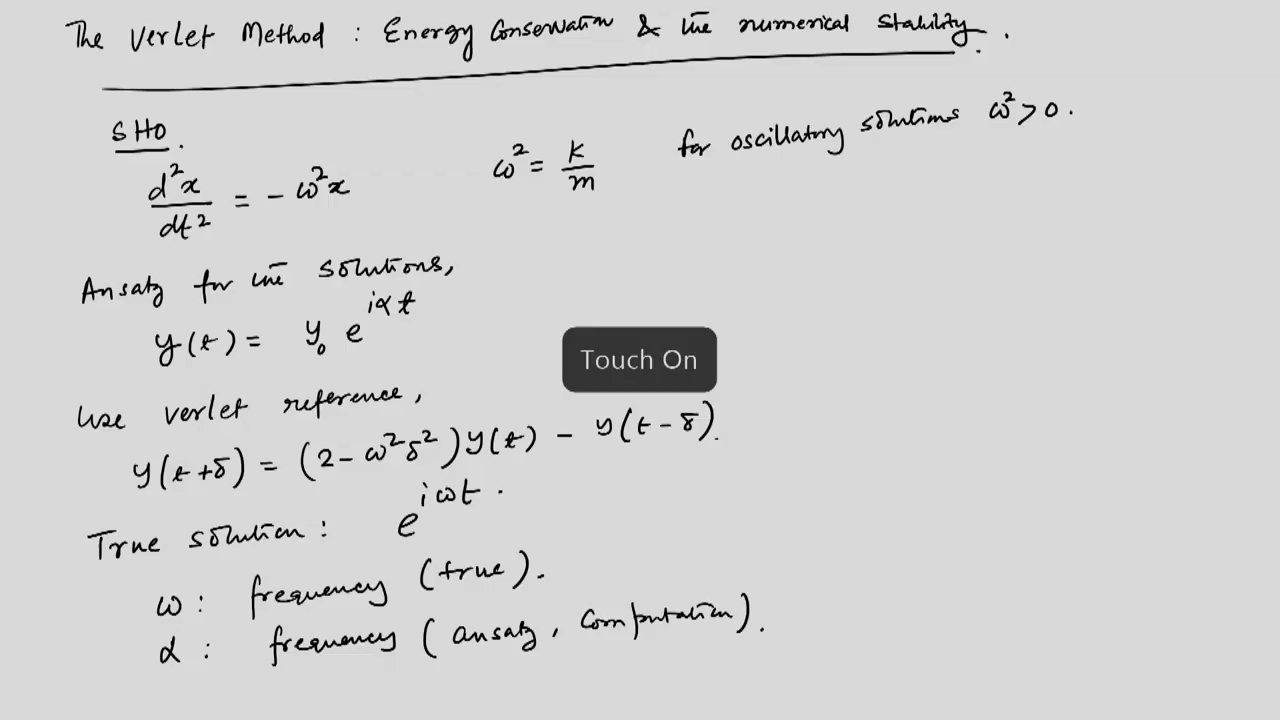 The Verlet Method : Energy Conservation & the numerical Stability.
SHO.
d²x/dt² = - ω²x    ω² = k/m    for oscillatory solutions ω² > 0.
Ansatz for the solutions,
y(t) = y₀ e^{iαt}
Touch On
Use verlet reference,
y(t+δ) = (2 - ω²δ²) y(t) - y(t-δ).
True solution : e^{iωt}.
ω : frequency (true).
α : frequency (ansatz, computation).